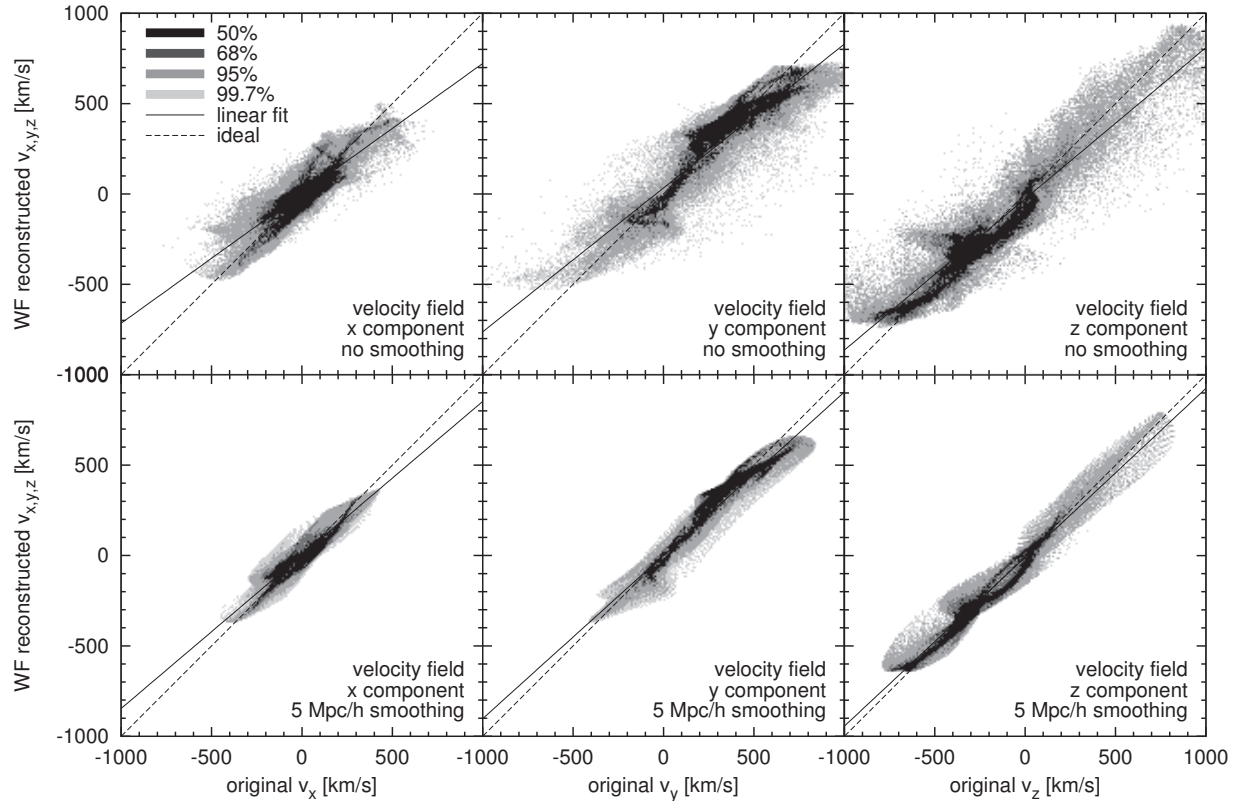 1000
500
0
-500
-1000
WF reconstructed v_x,y,z [km/s]
50%
68%
95%
99.7%
linear fit
ideal
velocity field
x component
no smoothing
velocity field
y component
no smoothing
velocity field
z component
no smoothing
1000
500
0
-500
-1000
WF reconstructed v_x,y,z [km/s]
velocity field
x component
5 Mpc/h smoothing
velocity field
y component
5 Mpc/h smoothing
velocity field
z component
5 Mpc/h smoothing
-1000 -500 0 500 -1000 -500 0 500 -1000 -500 0 500 1000
original v_x [km/s] original v_y [km/s] original v_z [km/s]